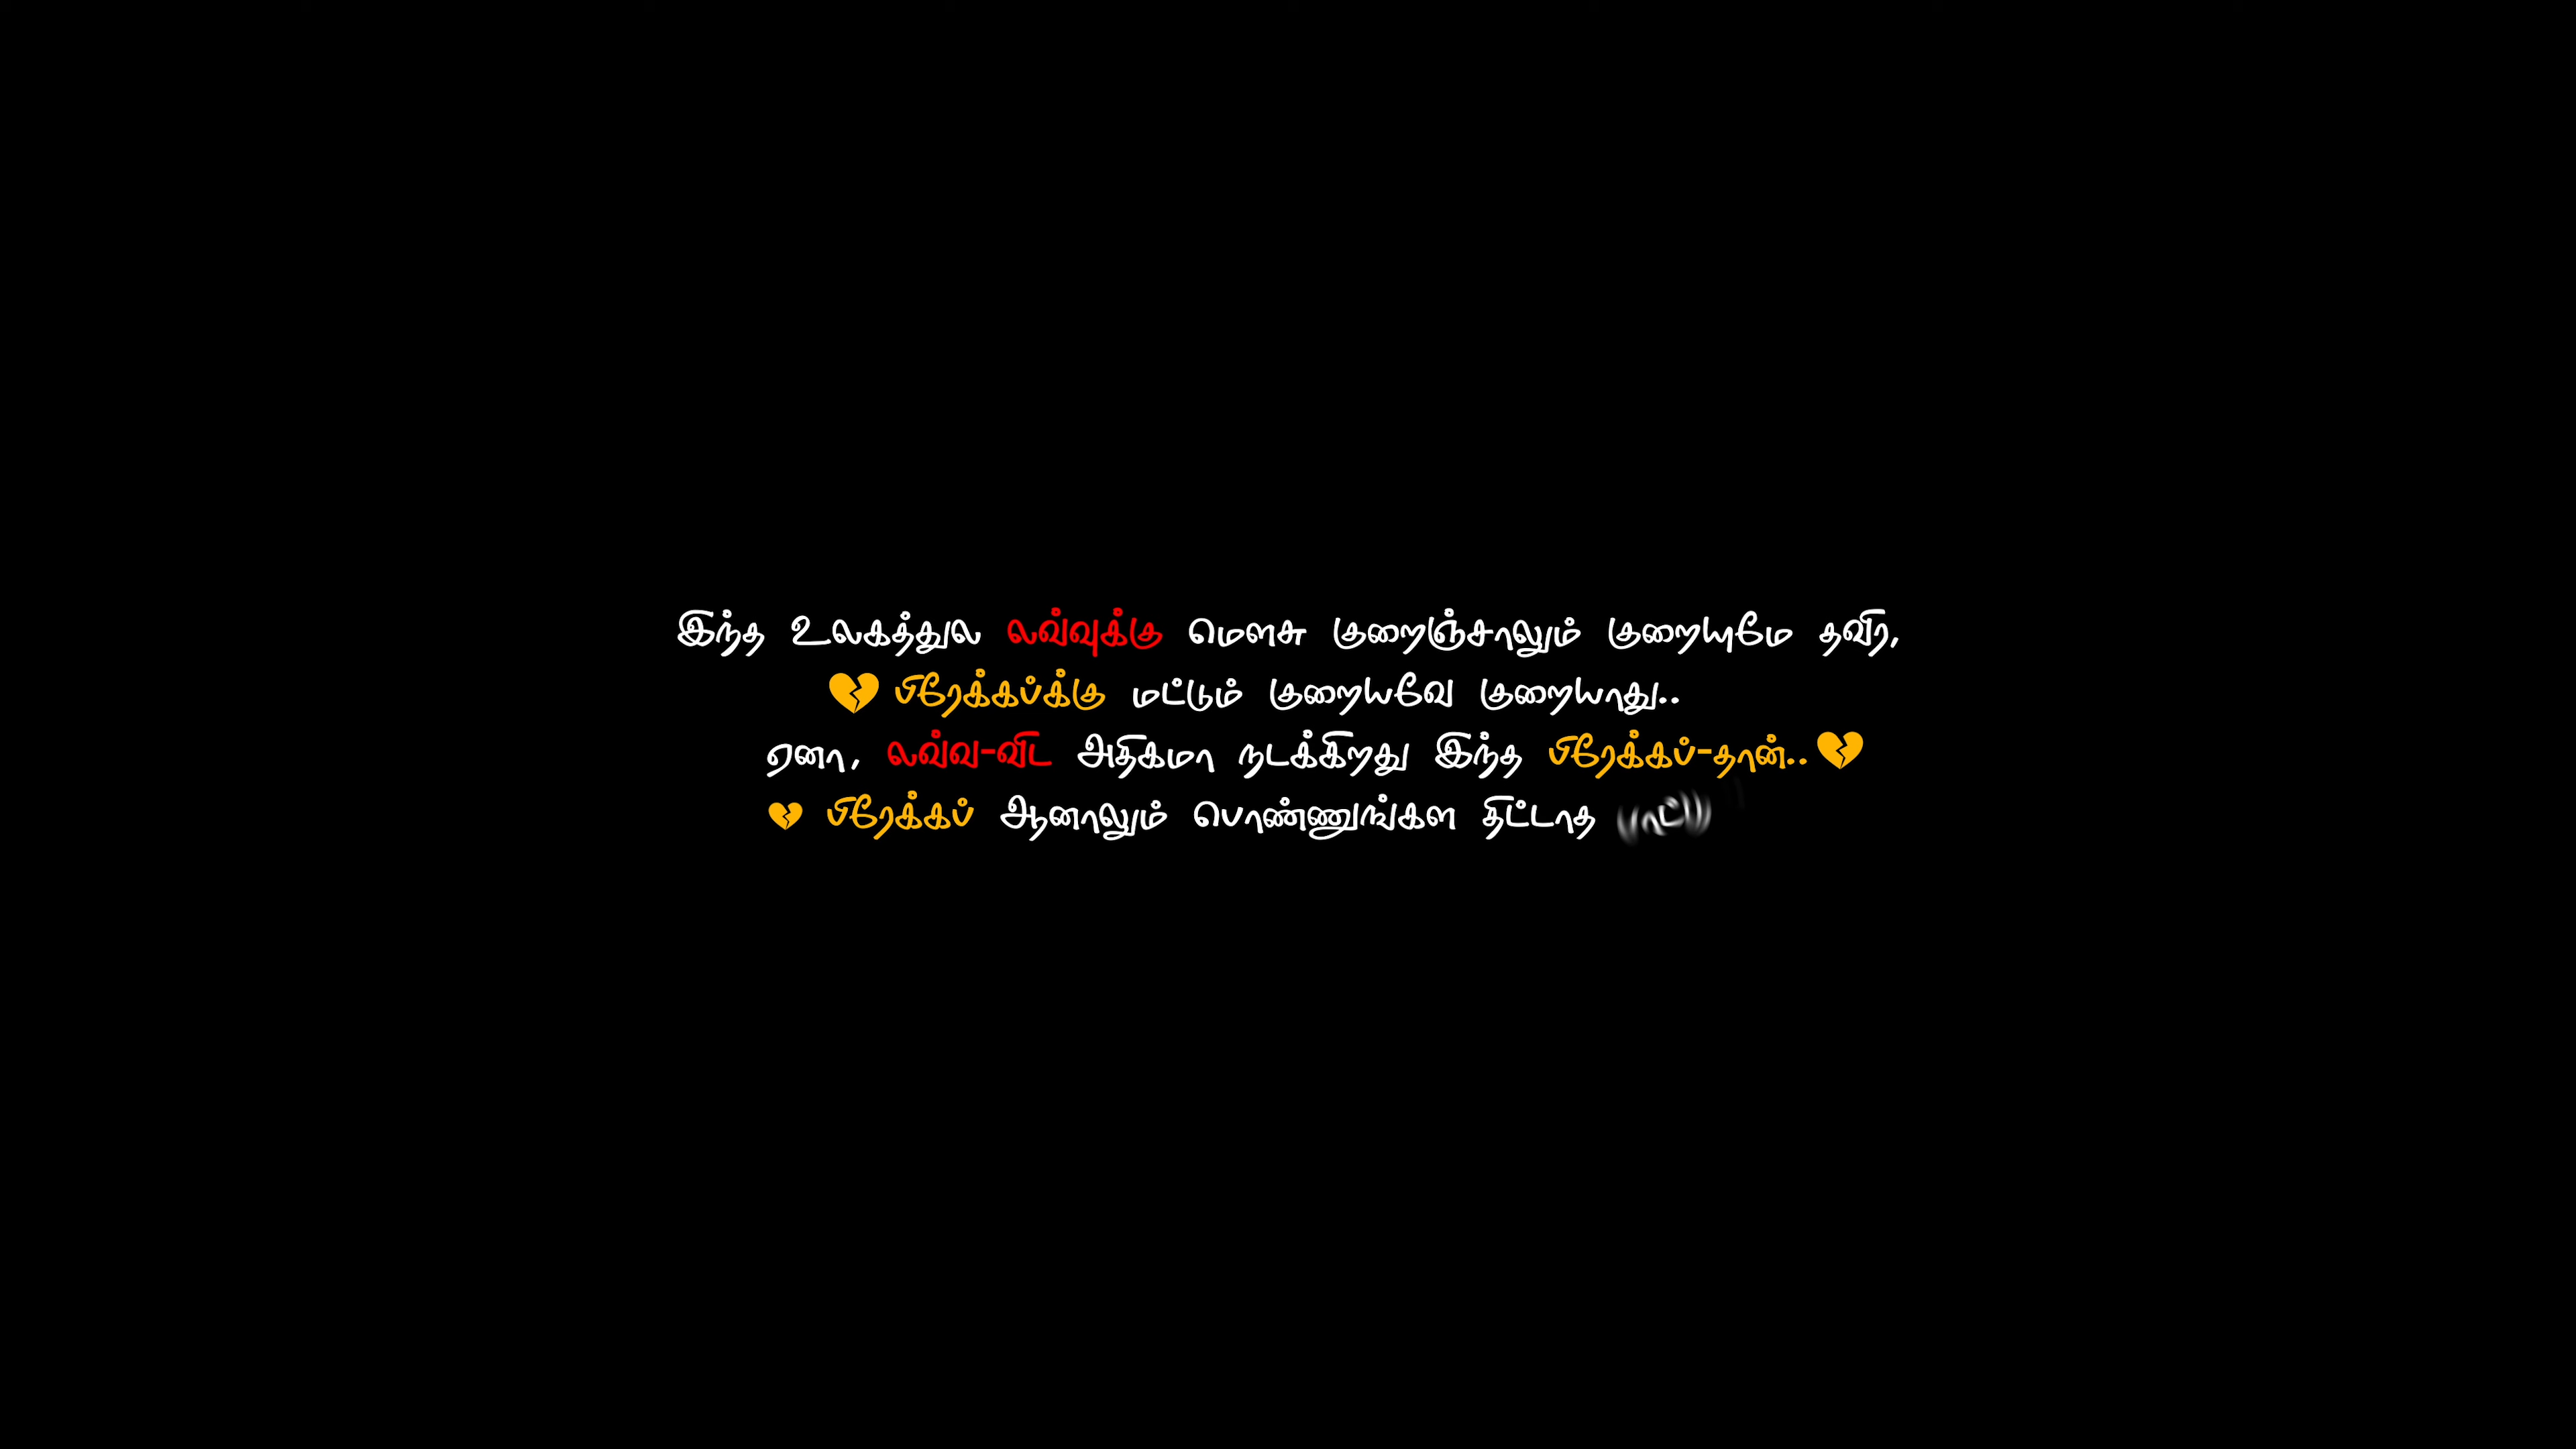 இந்த உலகத்துல லவ்வுக்கு மௌசு குறைஞ்சாலும் குறையுமே தவிர,
💔 பிரேக்கப்க்கு மட்டும் குறையவே குறையாது..
ஏனா, லவ்வ-விட அதிகமா நடக்கிறது இந்த பிரேக்கப்-தான்..💔
💔 பிரேக்கப் ஆனாலும் பொண்ணுங்கள திட்டாத